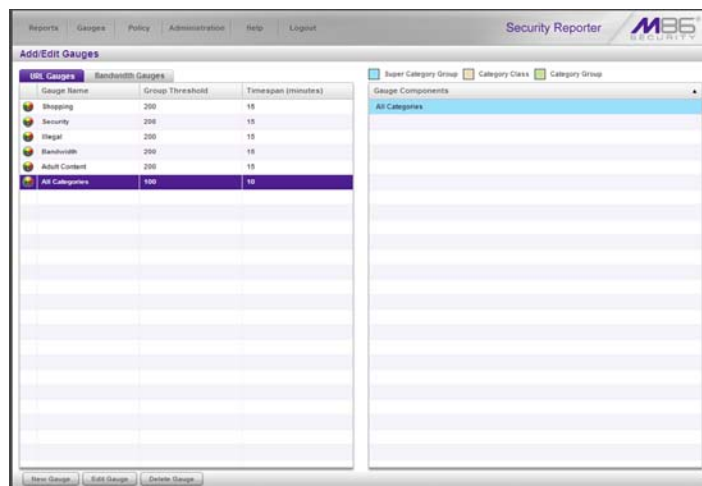 Reports Gauges Policy Administration Help Logout Security Reporter M86 SECURITY
Add/Edit Gauges
URL Gauges Bandwidth Gauges
Super Category Group Category Class Category Group
Gauge Name Group Threshold Timespan (minutes)
Gauge Components
Shopping 200 15
All Categories
Security 200 15
Illegal 200 15
Bandwidth 200 15
Adult Content 200 15
All Categories 100 10
New Gauge Edit Gauge Delete Gauge